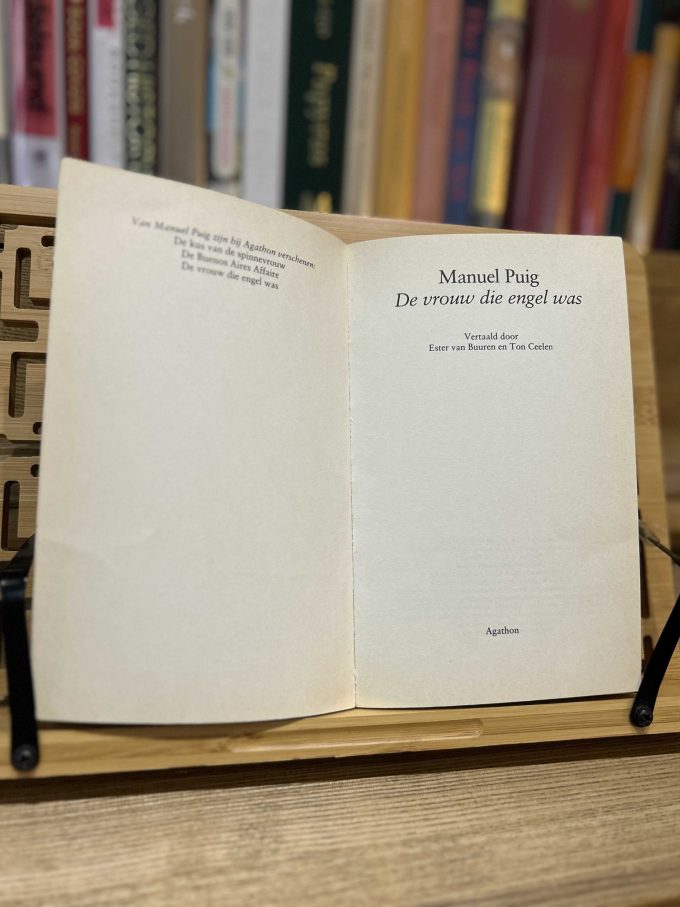 Van Manuel Puig zijn bij Agathon verschenen:
De kus van de spinnevrouw
De Buenos Aires Affaire
De vrouw die engel was
Manuel Puig
De vrouw die engel was
Vertaald door
Ester van Buuren en Ton Ceelen
Agathon